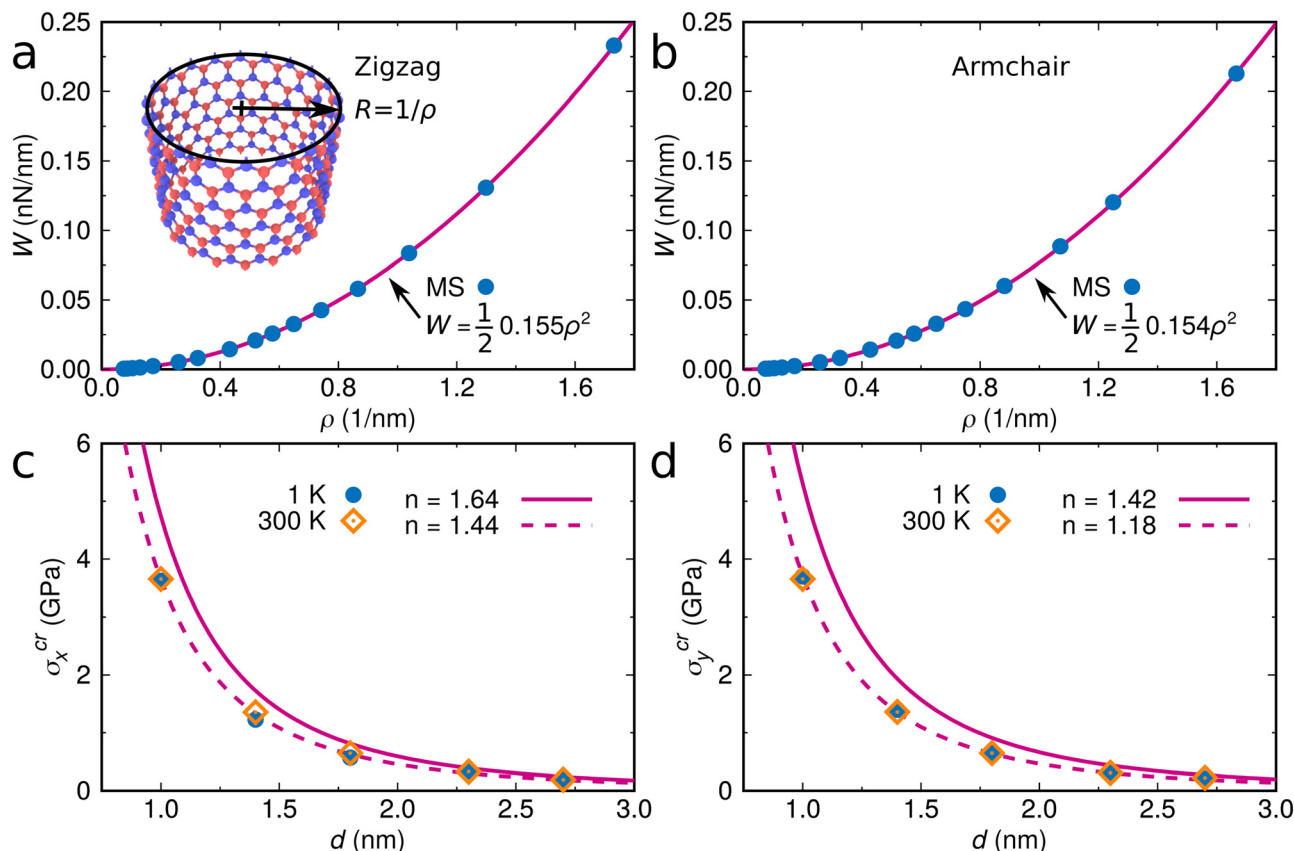 a
Zigzag
R=1/ρ
MS
W = 1/2 0.155ρ²
W (nN/nm)
0.25
0.20
0.15
0.10
0.05
0.00
0.0 0.4 0.8 1.2 1.6
ρ (1/nm)
b
Armchair
MS
W = 1/2 0.154ρ²
W (nN/nm)
0.25
0.20
0.15
0.10
0.05
0.00
0.0 0.4 0.8 1.2 1.6
ρ (1/nm)
c
1 K
300 K
n = 1.64
n = 1.44
σₓᶜʳ (GPa)
6
4
2
0
1.0 1.5 2.0 2.5 3.0
d (nm)
d
1 K
300 K
n = 1.42
n = 1.18
σ_y^cr (GPa)
6
4
2
0
1.0 1.5 2.0 2.5 3.0
d (nm)